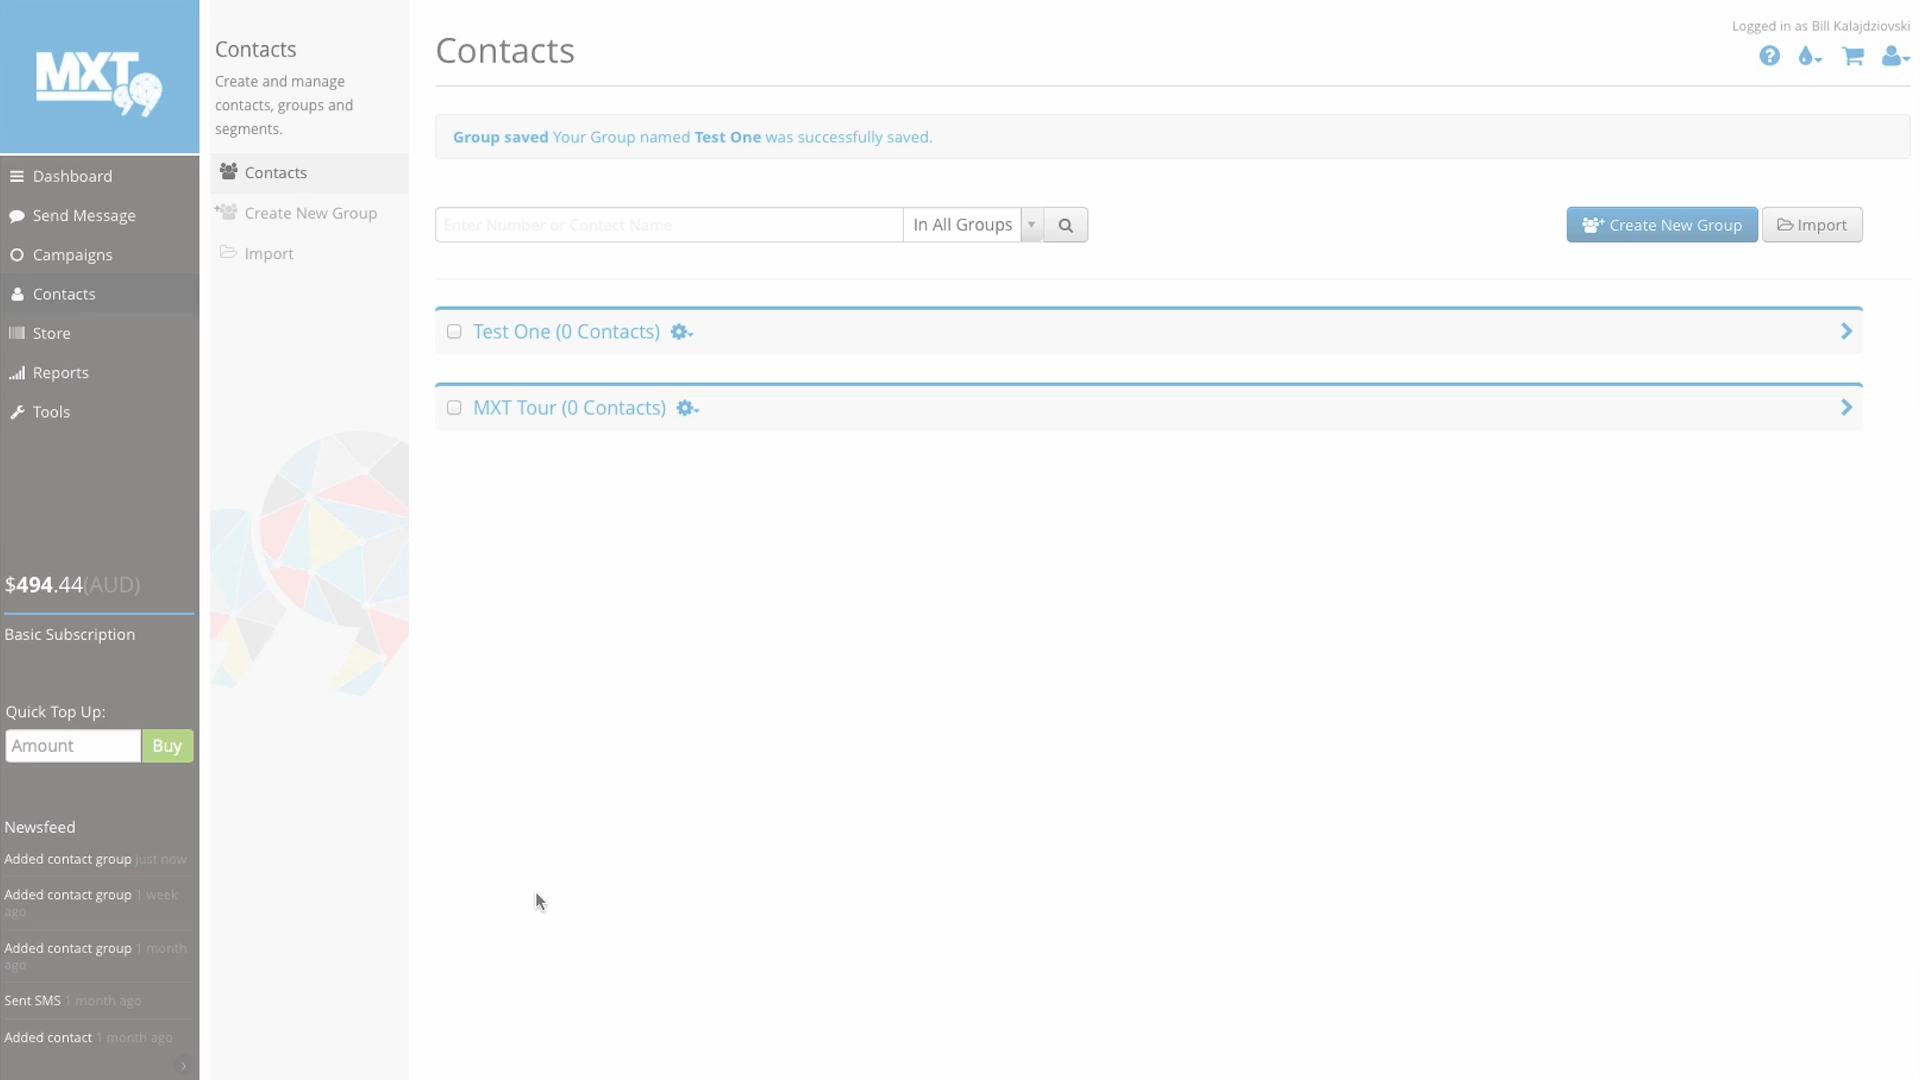 MXT
99
Dashboard
Send Message
Campaigns
Contacts
Store
Reports
Tools
$494.44(AUD)
Basic Subscription
Quick Top Up:
Amount
Buy
Newsfeed
Added contact group just now
Added contact group 1 week
ago
Added contact group 1 month
ago
Sent SMS 1 month ago
Added contact 1 month ago
Contacts
Create and manage
contacts, groups and
segments.
Contacts
Create New Group
Import
Contacts
Logged in as Bill Kalajdziovski
Group saved Your Group named Test One was successfully saved.
Enter Number or Contact Name
In All Groups
Create New Group
Import
Test One (0 Contacts)
MXT Tour (0 Contacts)